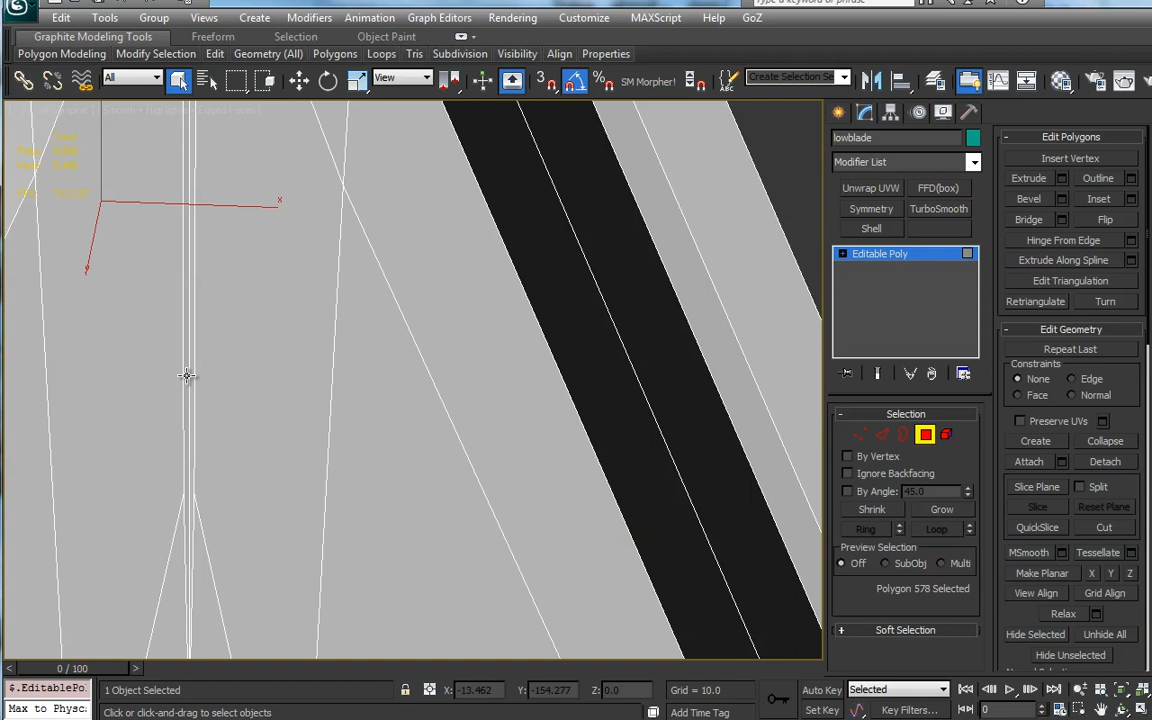 Edit Tools Group Views Create Modifiers Animation Graph Editors Rendering Customize MAXScript Help GoZ
Graphite Modeling Tools Freeform Selection Object Paint
Polygon Modeling Modify Selection Edit Geometry (All) Polygons Loops Tris Subdivision Visibility Align Properties
All View 3 % SM Morpher! ABC Create Selection Se
x
lowblade
Modifier List
Unwrap UVW FFD(box)
Symmetry TurboSmooth
Shell
Editable Poly
- Selection
By Vertex
Ignore Backfacing
By Angle: 45.0
Shrink Grow
Ring Loop
Preview Selection
Off SubObj Multi
Polygon 578 Selected
+ Soft Selection
- Edit Polygons
Insert Vertex
Extrude Outline
Bevel Inset
Bridge Flip
Hinge From Edge
Extrude Along Spline
Edit Triangulation
Retriangulate Turn
- Edit Geometry
Repeat Last
Constraints
None Edge
Face Normal
Preserve UVs
Create Collapse
Attach Detach
Slice Plane Split
Slice Reset Plane
QuickSlice Cut
MSmooth Tessellate
Make Planar X Y Z
View Align Grid Align
Relax
Hide Selected Unhide All
Hide Unselected
< 0 / 100 >
$.EditablePo 1 Object Selected X: -13.462 Y: -154.277 Z: 0.0 Grid = 10.0 Auto Key Selected
Max to Physc Click or click-and-drag to select objects Add Time Tag Set Key Key Filters... 0